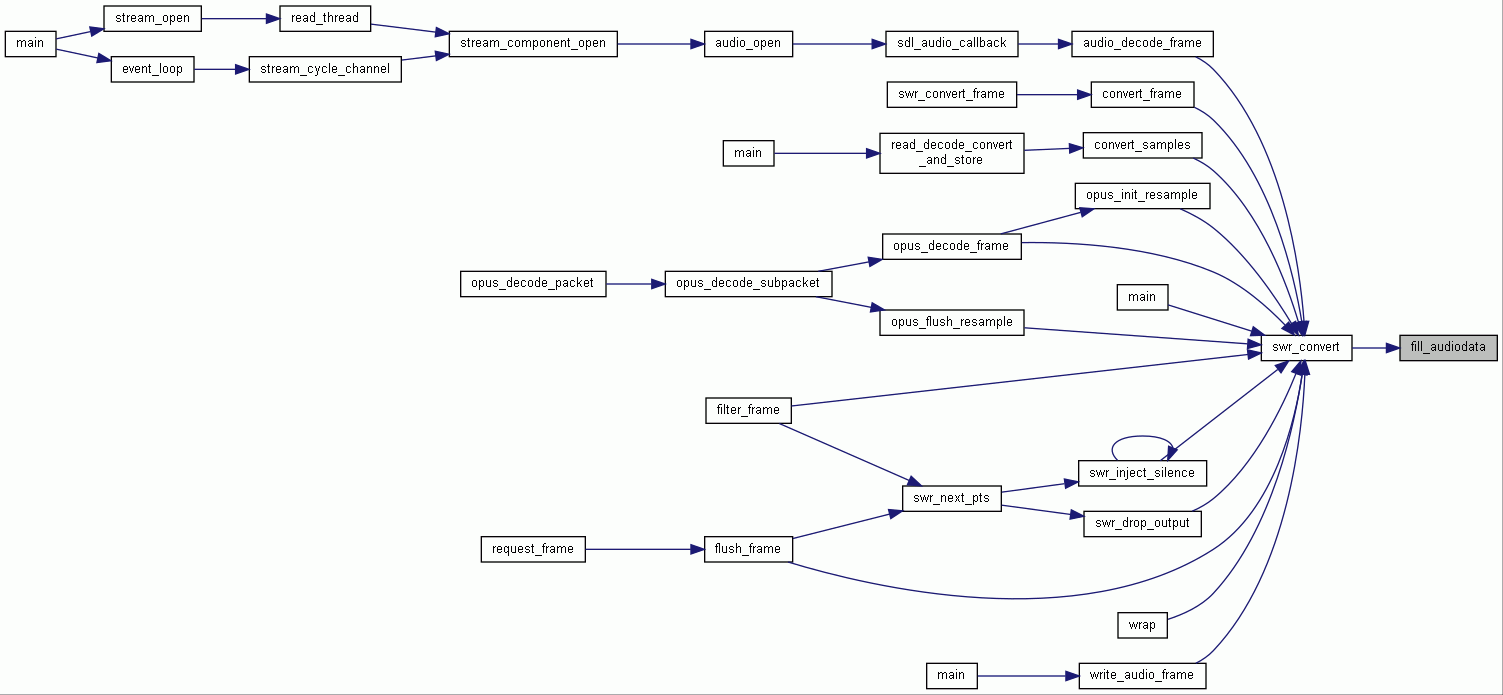 stream_open
read_thread
main
stream_component_open
audio_open
sdl_audio_callback
audio_decode_frame
event_loop
stream_cycle_channel
swr_convert_frame
convert_frame
main
read_decode_convert
_and_store
convert_samples
opus_init_resample
opus_decode_frame
opus_decode_packet
opus_decode_subpacket
main
opus_flush_resample
swr_convert
fill_audiodata
filter_frame
swr_inject_silence
swr_next_pts
swr_drop_output
request_frame
flush_frame
wrap
main
write_audio_frame